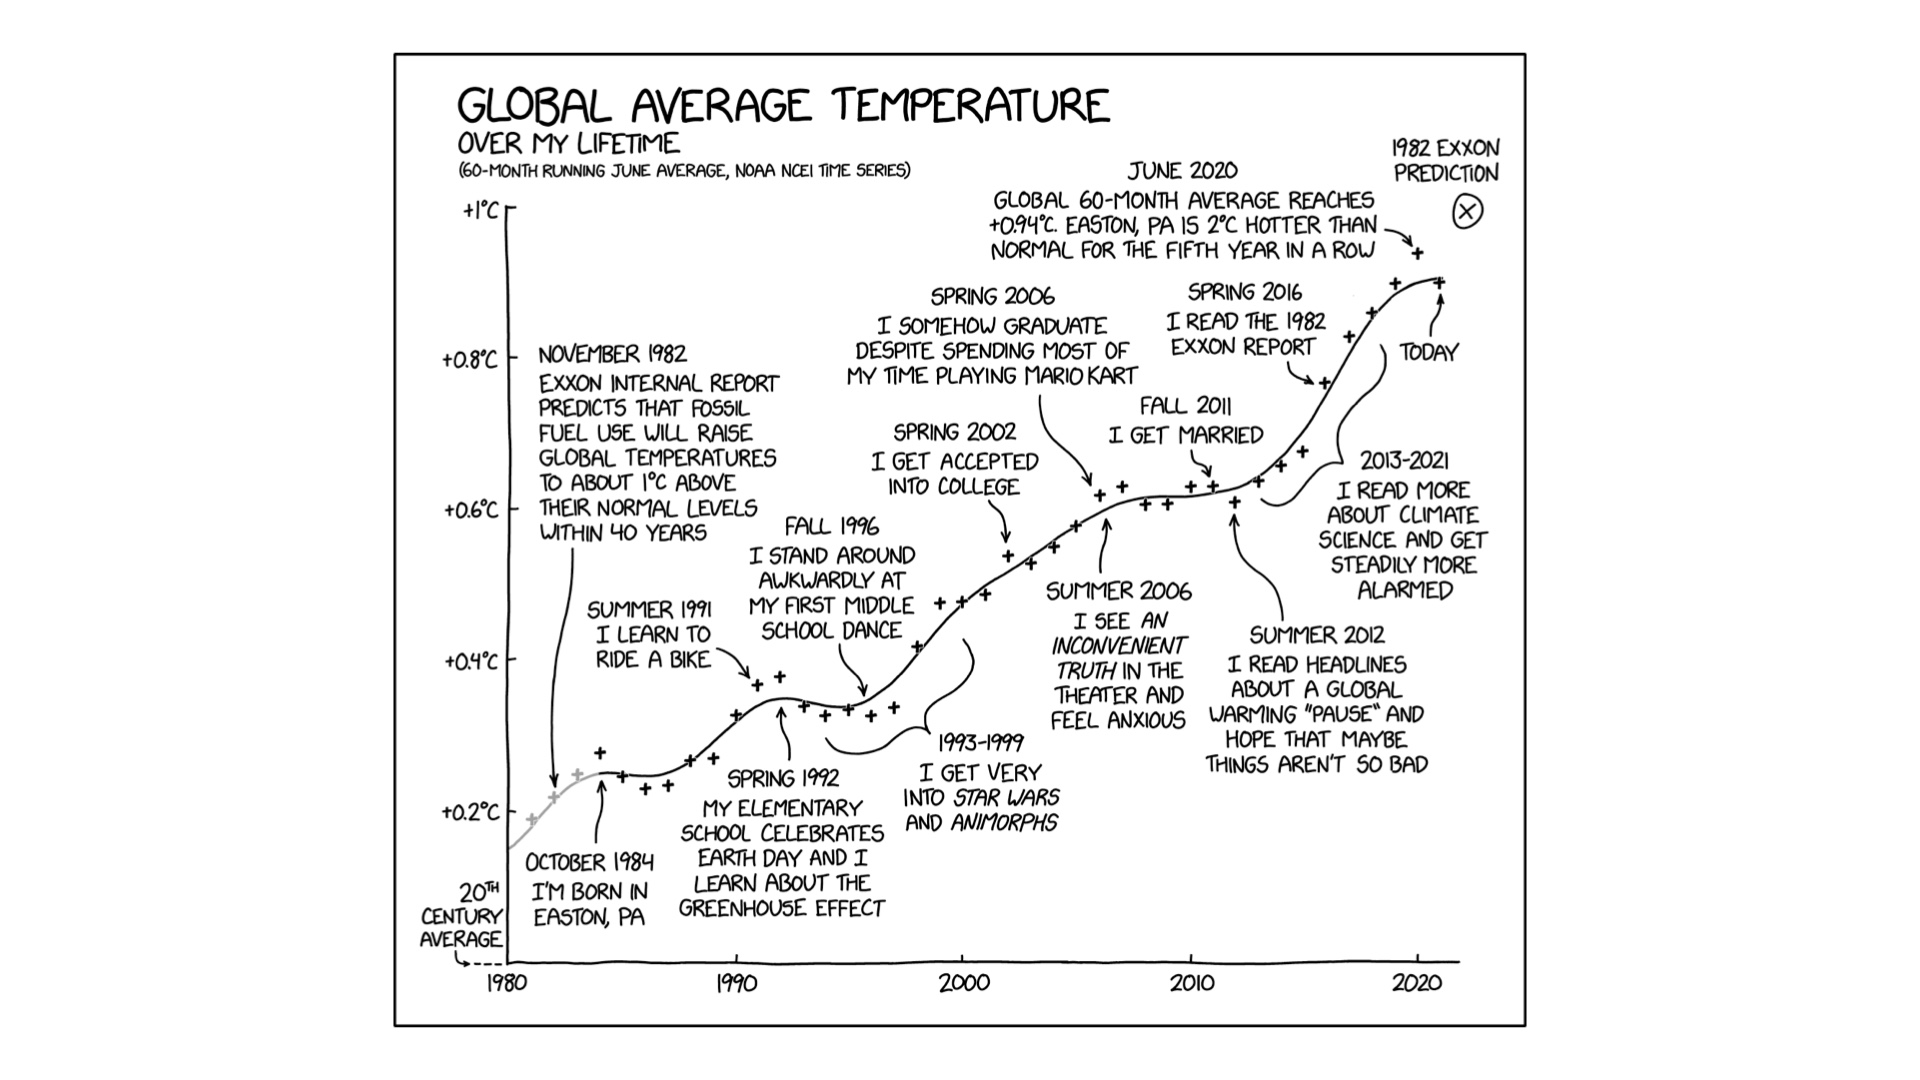 GLOBAL AVERAGE TEMPERATURE
OVER MY LIFETIME
(60-MONTH RUNNING JUNE AVERAGE, NOAA NCEI TIME SERIES)
+1°C
+0.8°C
+0.6°C
+0.4°C
+0.2°C
20TH
CENTURY
AVERAGE
1980
1990
2000
2010
2020
NOVEMBER 1982
EXXON INTERNAL REPORT
PREDICTS THAT FOSSIL
FUEL USE WILL RAISE
GLOBAL TEMPERATURES
TO ABOUT 1°C ABOVE
THEIR NORMAL LEVELS
WITHIN 40 YEARS
OCTOBER 1984
I'M BORN IN
EASTON, PA
SUMMER 1991
I LEARN TO
RIDE A BIKE
SPRING 1992
MY ELEMENTARY
SCHOOL CELEBRATES
EARTH DAY AND I
LEARN ABOUT THE
GREENHOUSE EFFECT
FALL 1996
I STAND AROUND
AWKWARDLY AT
MY FIRST MIDDLE
SCHOOL DANCE
1993-1999
I GET VERY
INTO STAR WARS
AND ANIMORPHS
SPRING 2002
I GET ACCEPTED
INTO COLLEGE
SPRING 2006
I SOMEHOW GRADUATE
DESPITE SPENDING MOST OF
MY TIME PLAYING MARIO KART
SUMMER 2006
I SEE AN
INCONVENIENT
TRUTH IN THE
THEATER AND
FEEL ANXIOUS
FALL 2011
I GET MARRIED
SUMMER 2012
I READ HEADLINES
ABOUT A GLOBAL
WARMING "PAUSE" AND
HOPE THAT MAYBE
THINGS AREN'T SO BAD
2013-2021
I READ MORE
ABOUT CLIMATE
SCIENCE AND GET
STEADILY MORE
ALARMED
SPRING 2016
I READ THE 1982
EXXON REPORT
JUNE 2020
GLOBAL 60-MONTH AVERAGE REACHES
+0.94°C. EASTON, PA IS 2°C HOTTER THAN
NORMAL FOR THE FIFTH YEAR IN A ROW
TODAY
1982 EXXON
PREDICTION